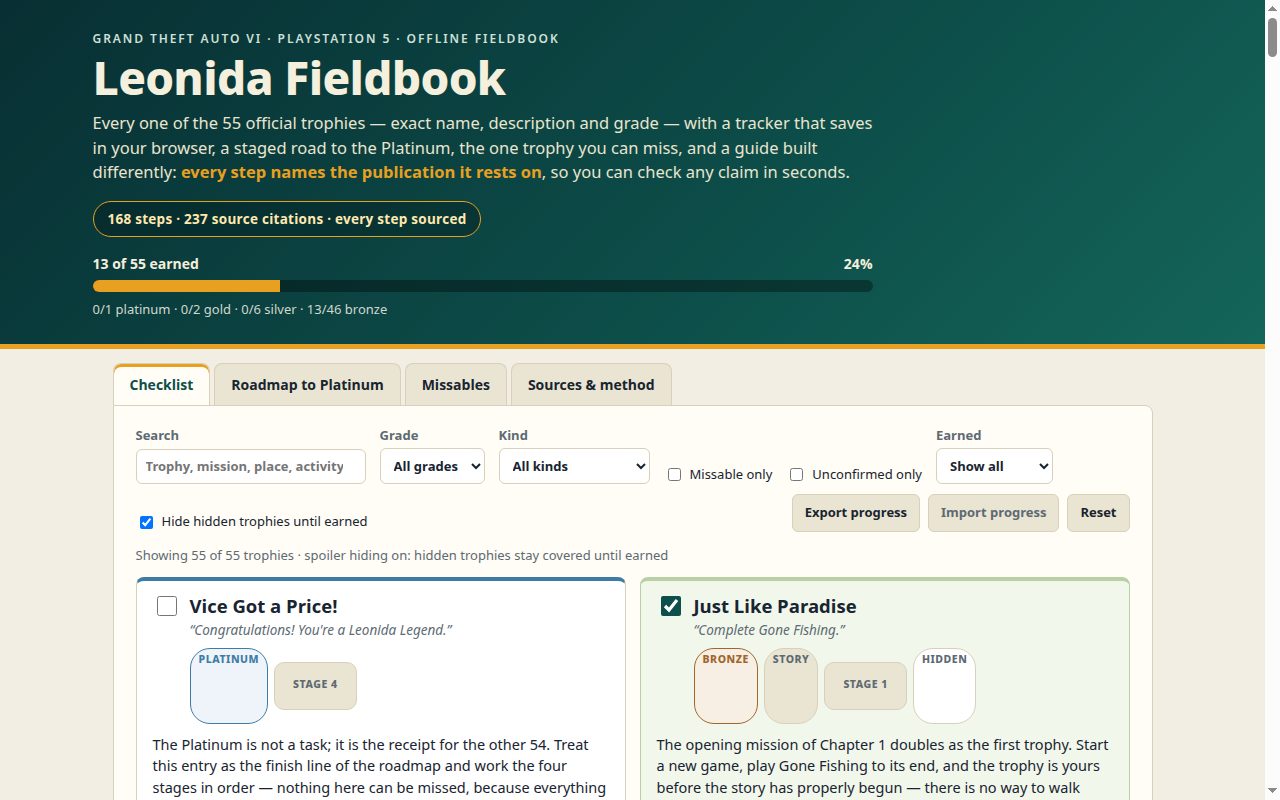 GRAND THEFT AUTO VI · PLAYSTATION 5 · OFFLINE FIELDBOOK
Leonida Fieldbook
Every one of the 55 official trophies — exact name, description and grade — with a tracker that saves
in your browser, a staged road to the Platinum, the one trophy you can miss, and a guide built
differently: every step names the publication it rests on, so you can check any claim in seconds.
168 steps · 237 source citations · every step sourced
13 of 55 earned 24%
0/1 platinum · 0/2 gold · 0/6 silver · 13/46 bronze
Checklist Roadmap to Platinum Missables Sources & method
Search Grade Kind Earned
Trophy, mission, place, activity All grades All kinds Missable only Unconfirmed only Show all
Hide hidden trophies until earned Export progress Import progress Reset
Showing 55 of 55 trophies · spoiler hiding on: hidden trophies stay covered until earned
Vice Got a Price!
“Congratulations! You're a Leonida Legend.”
PLATINUM STAGE 4
The Platinum is not a task; it is the receipt for the other 54. Treat
this entry as the finish line of the roadmap and work the four
stages in order — nothing here can be missed, because everything
Just Like Paradise
“Complete Gone Fishing.”
BRONZE STORY STAGE 1 HIDDEN
The opening mission of Chapter 1 doubles as the first trophy. Start
a new game, play Gone Fishing to its end, and the trophy is yours
before the story has properly begun — there is no way to walk